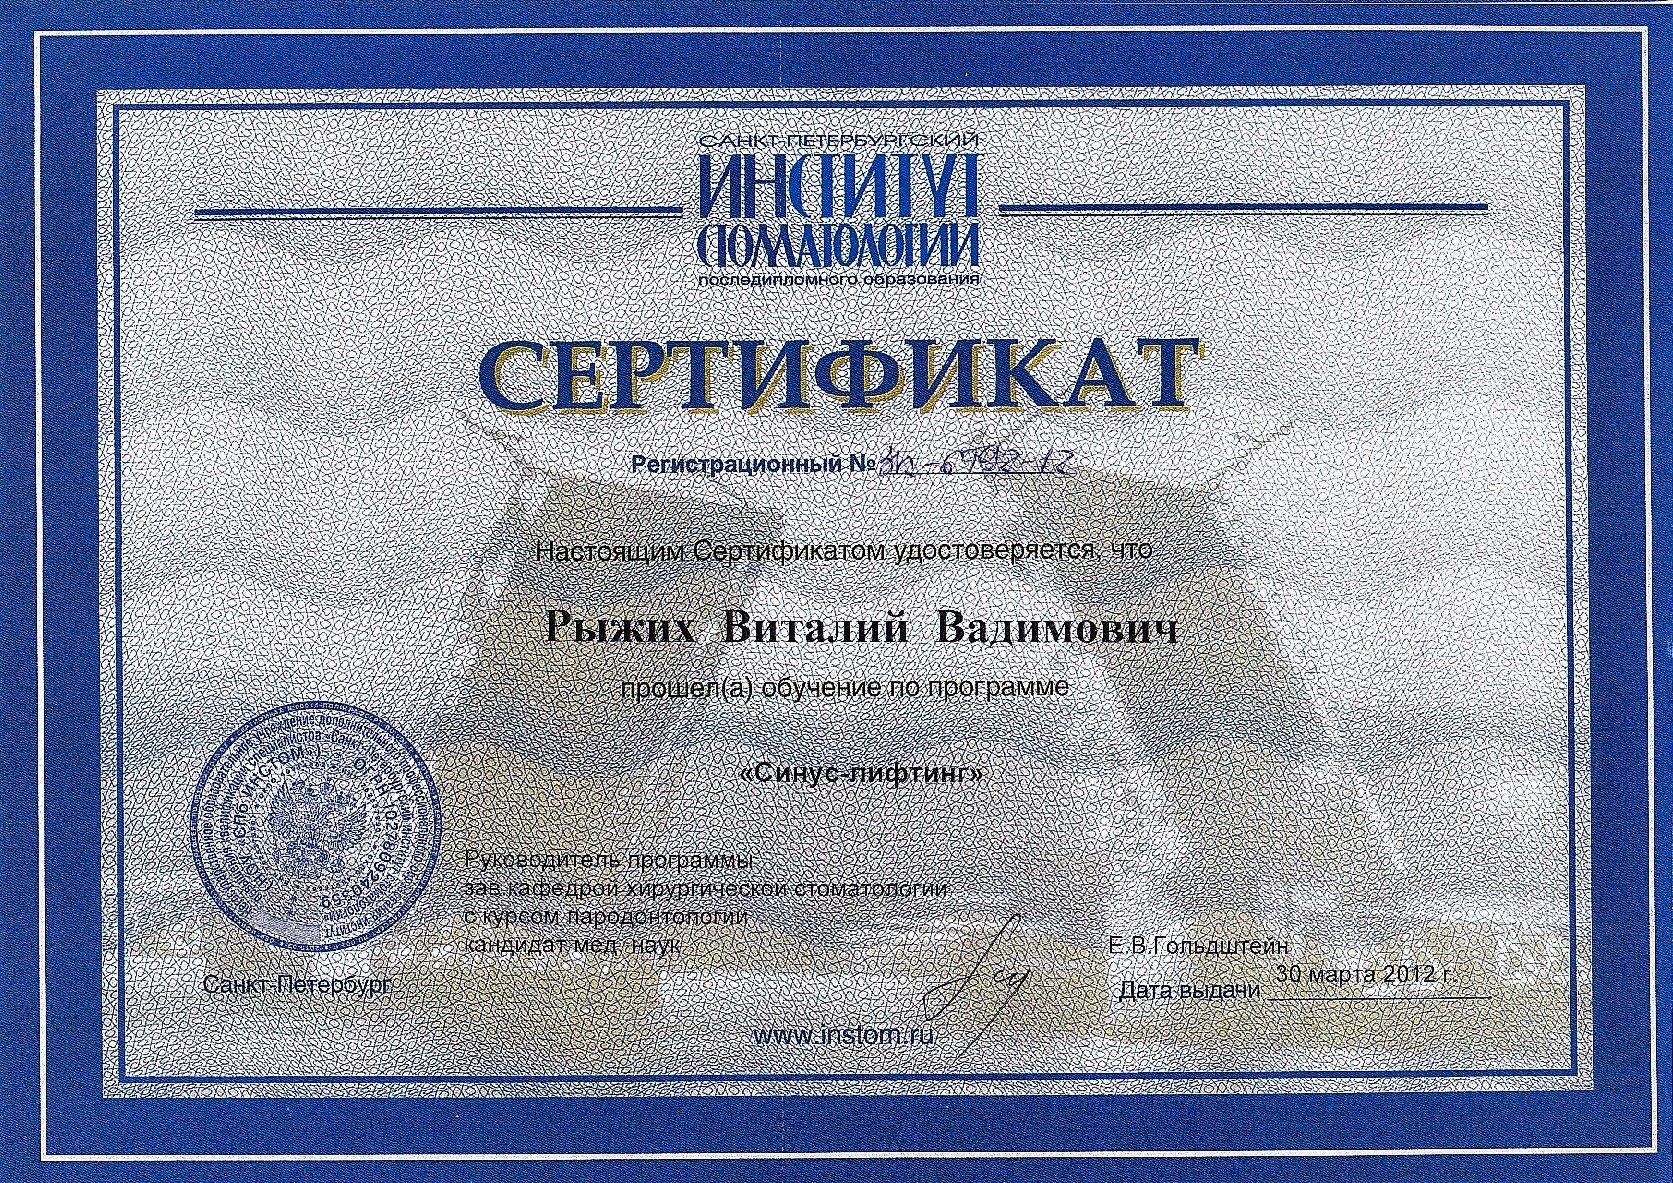 САНКТ-ПЕТЕРБУРГСКИЙ
ИНСТИТУТ
СТОМАТОЛОГИИ
последипломного образования
СЕРТИФИКАТ
Регистрационный №
Настоящим Сертификатом удостоверяется, что
Рыжих Виталий Вадимович
прошел(а) обучение по программе
«Синус-лифтинг»
Руководитель программы
зав.кафедрой хирургической стоматологии
с курсом пародонтологии
кандидат мед. наук
Е.В.Гольдштейн
Санкт-Петербург
Дата выдачи 30 марта 2012 г.
www.instom.ru